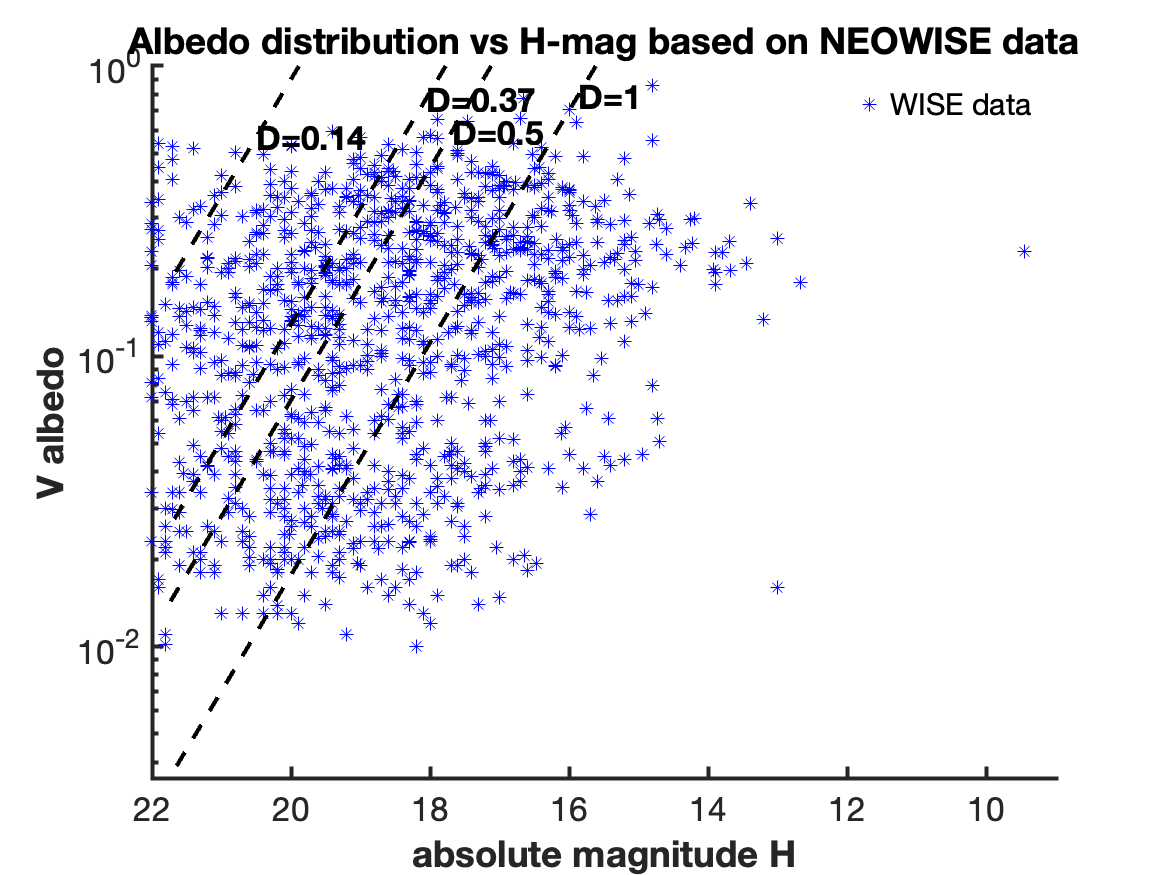 Albedo distribution vs H-mag based on NEOWISE data
10^0
D=0.37
D=1
WISE data
D=0.14
D=0.5
10^-1
V albedo
10^-2
22 20 18 16 14 12 10
absolute magnitude H